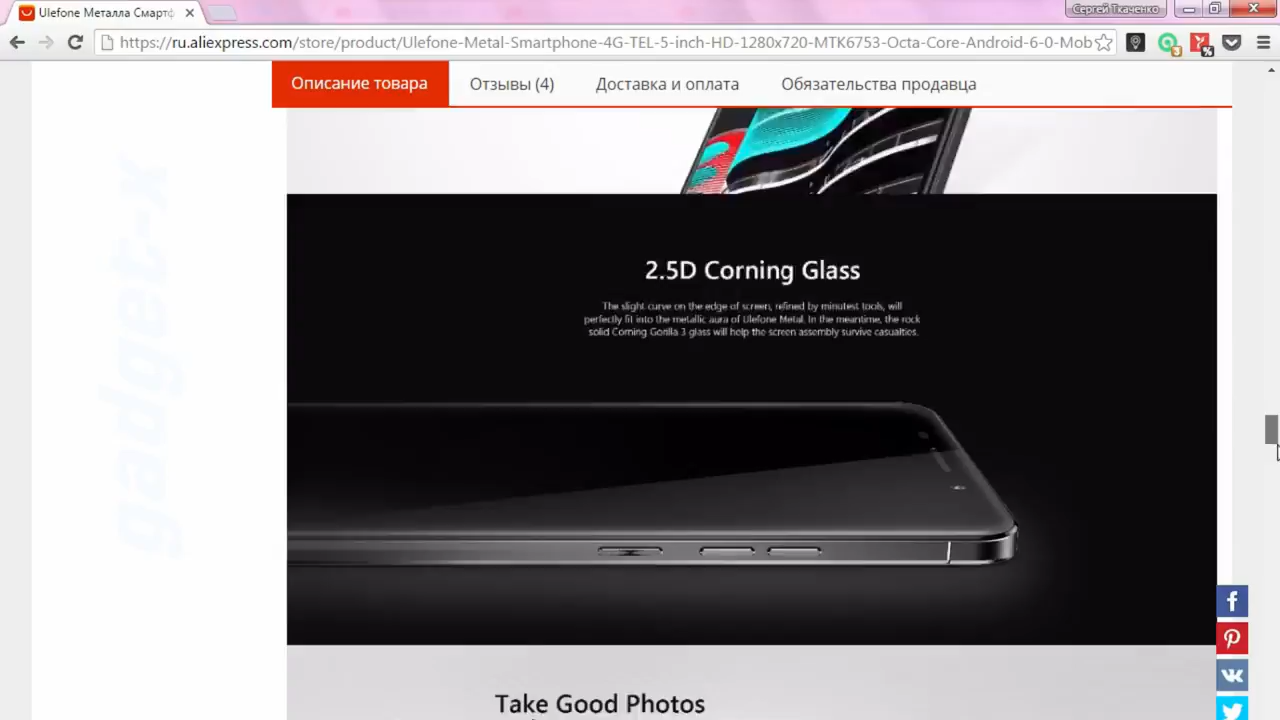 Ulefone Металла Смартф
Сергей Ткаченко
https://ru.aliexpress.com/store/product/Ulefone-Metal-Smartphone-4G-TEL-5-inch-HD-1280x720-MTK6753-Octa-Core-Android-6-0-Mob
3
%
Описание товара
Отзывы (4)
Доставка и оплата
Обязательства продавца
gadget-x
2.5D Corning Glass
The slight curve on the edge of screen, refined by minutest tools, will
perfectly fit into the metallic aura of Ulefone Metal. In the meantime, the rock
solid Corning Gorilla 3 glass will help the screen assembly survive casualties.
Take Good Photos